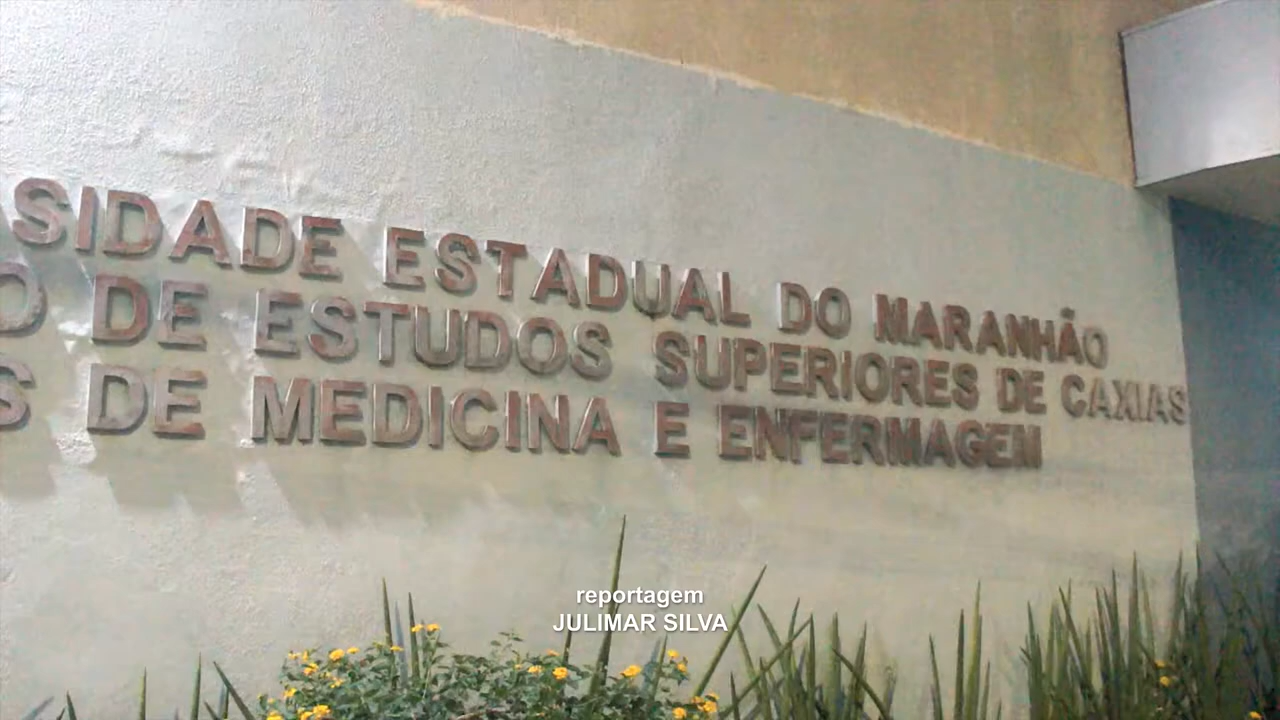 SIDADE ESTADUAL DO MARANHÃO
O DE ESTUDOS SUPERIORES DE CAXIAS
S DE MEDICINA E ENFERMAGEM
reportagem
JULIMAR SILVA